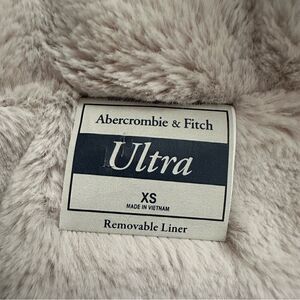 Abercrombie & Fitch
Ultra
XS
MADE IN VIETNAM
Removable Liner